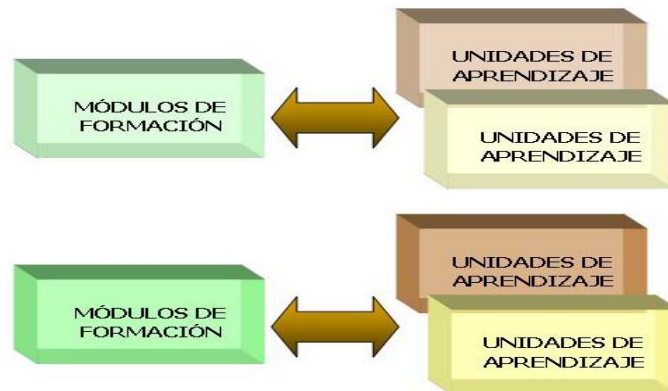 UNIDADES DE
APRENDIZAJE
MÓDULOS DE
FORMACIÓN
UNIDADES DE
APRENDIZAJE
UNIDADES DE
APRENDIZAJE
MÓDULOS DE
FORMACIÓN
UNIDADES DE
APRENDIZAJE